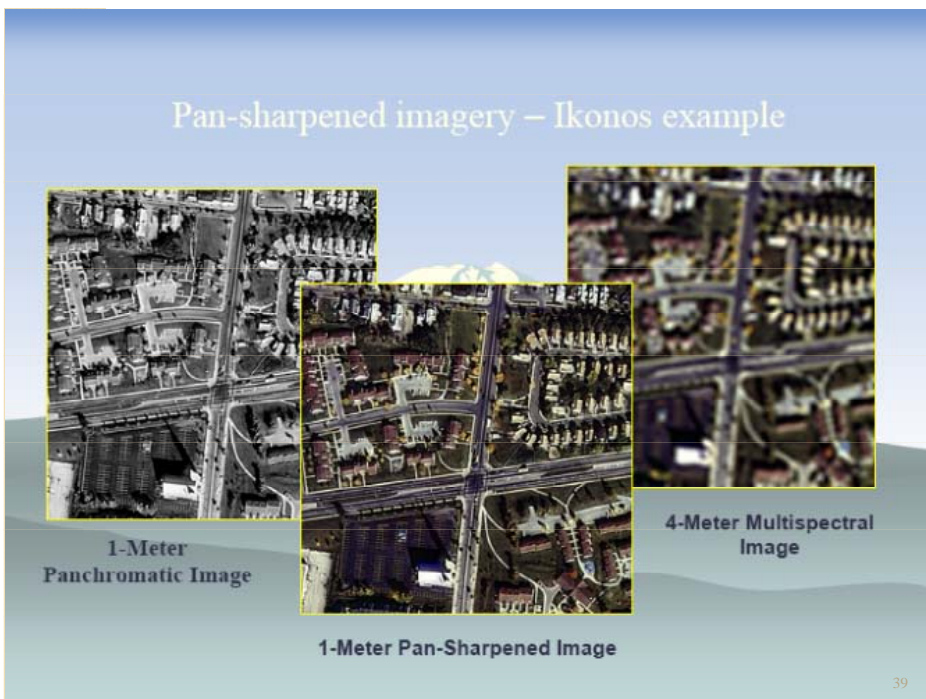 Pan-sharpened imagery – Ikonos example
1-Meter
Panchromatic Image
4-Meter Multispectral
Image
1-Meter Pan-Sharpened Image
39